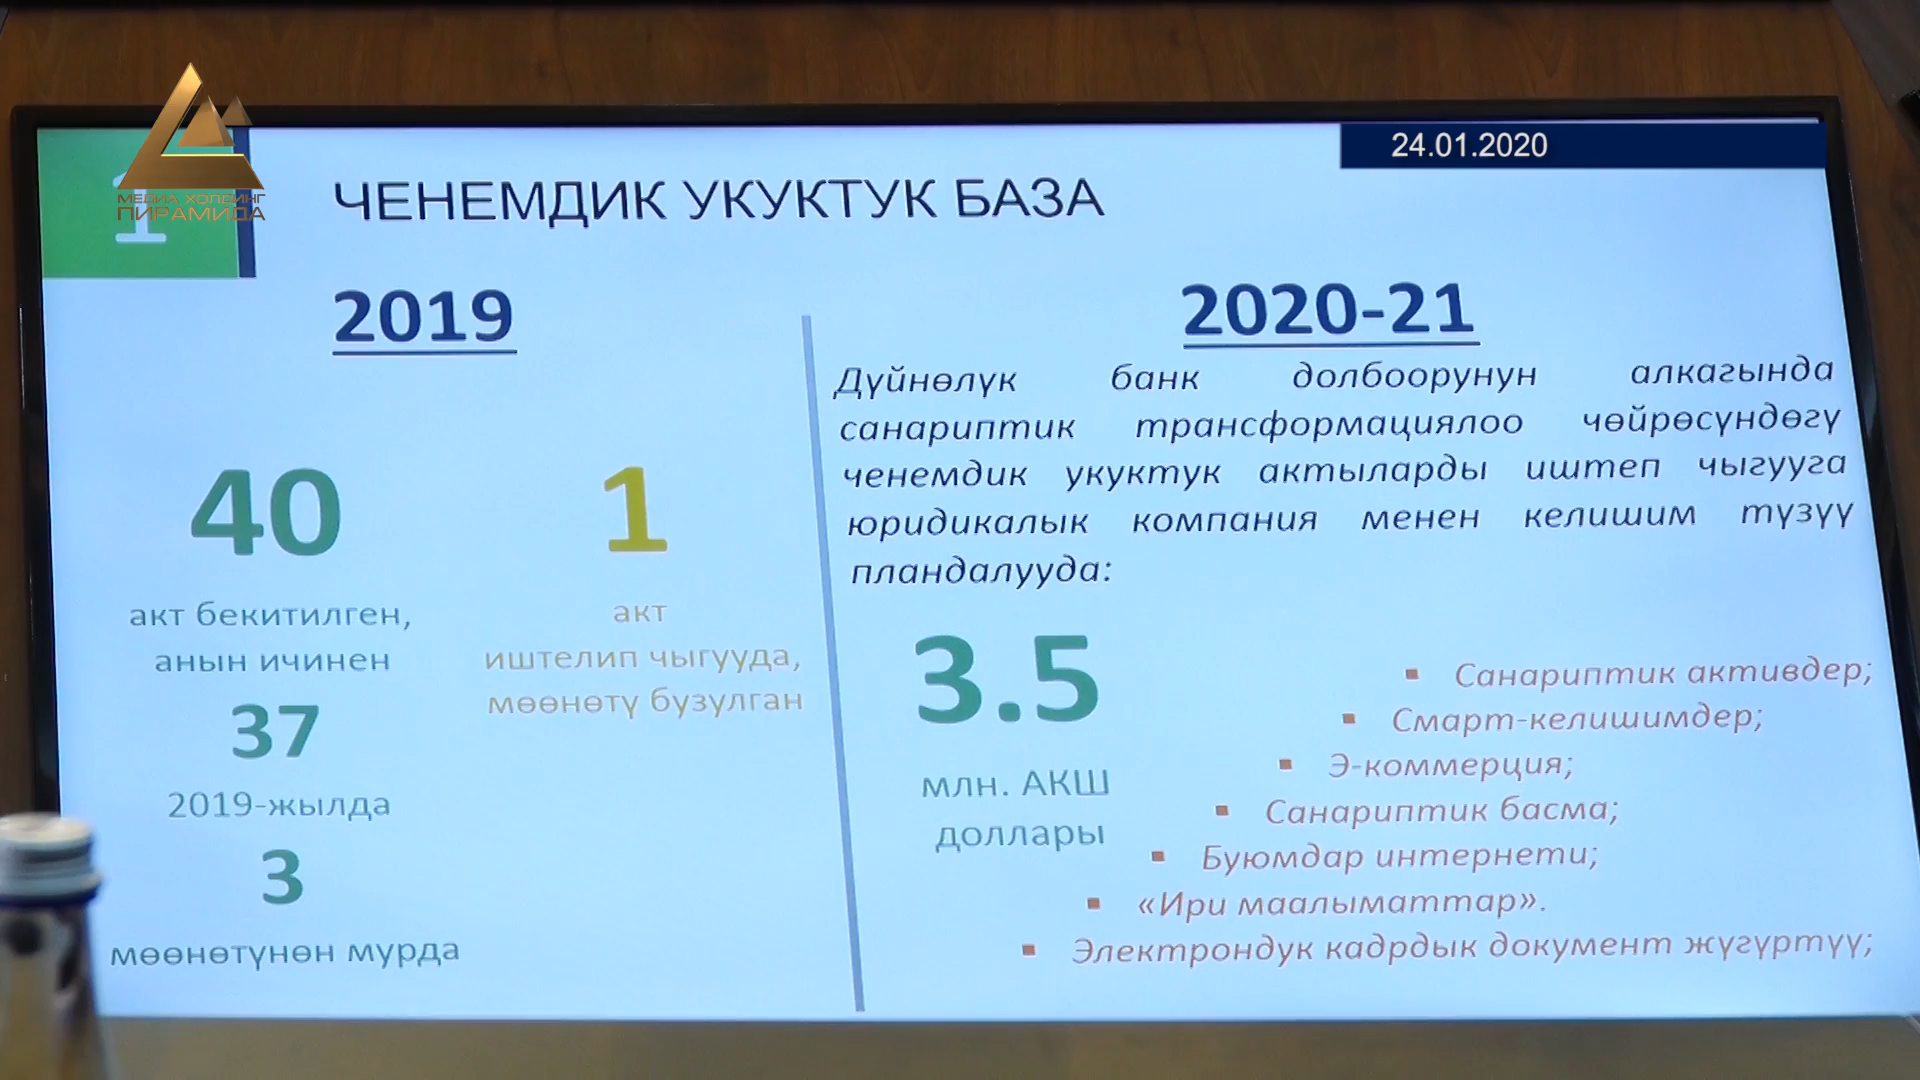 МЕДИА ХОЛДИНГ
ПИРАМИДА
1
24.01.2020
ЧЕНЕМДИК УКУКТУК БАЗА
2019
40
акт бекитилген,
анын ичинен
37
2019-жылда
3
мөөнөтүнөн мурда
1
акт
иштелип чыгууда,
мөөнөтү бузулган
2020-21
Дүйнөлүк банк долбоорунун алкагында
санариптик трансформациялоо чөйрөсүндөгү
ченемдик укуктук актыларды иштеп чыгууга
юридикалык компания менен келишим түзүү
пландалууда:
3.5
млн. АКШ
доллары
▪ Санариптик активдер;
▪ Смарт-келишимдер;
▪ Э-коммерция;
▪ Санариптик басма;
▪ Буюмдар интернети;
▪ «Ири маалыматтар».
▪ Электрондук кадрдык документ жүгүртүү;